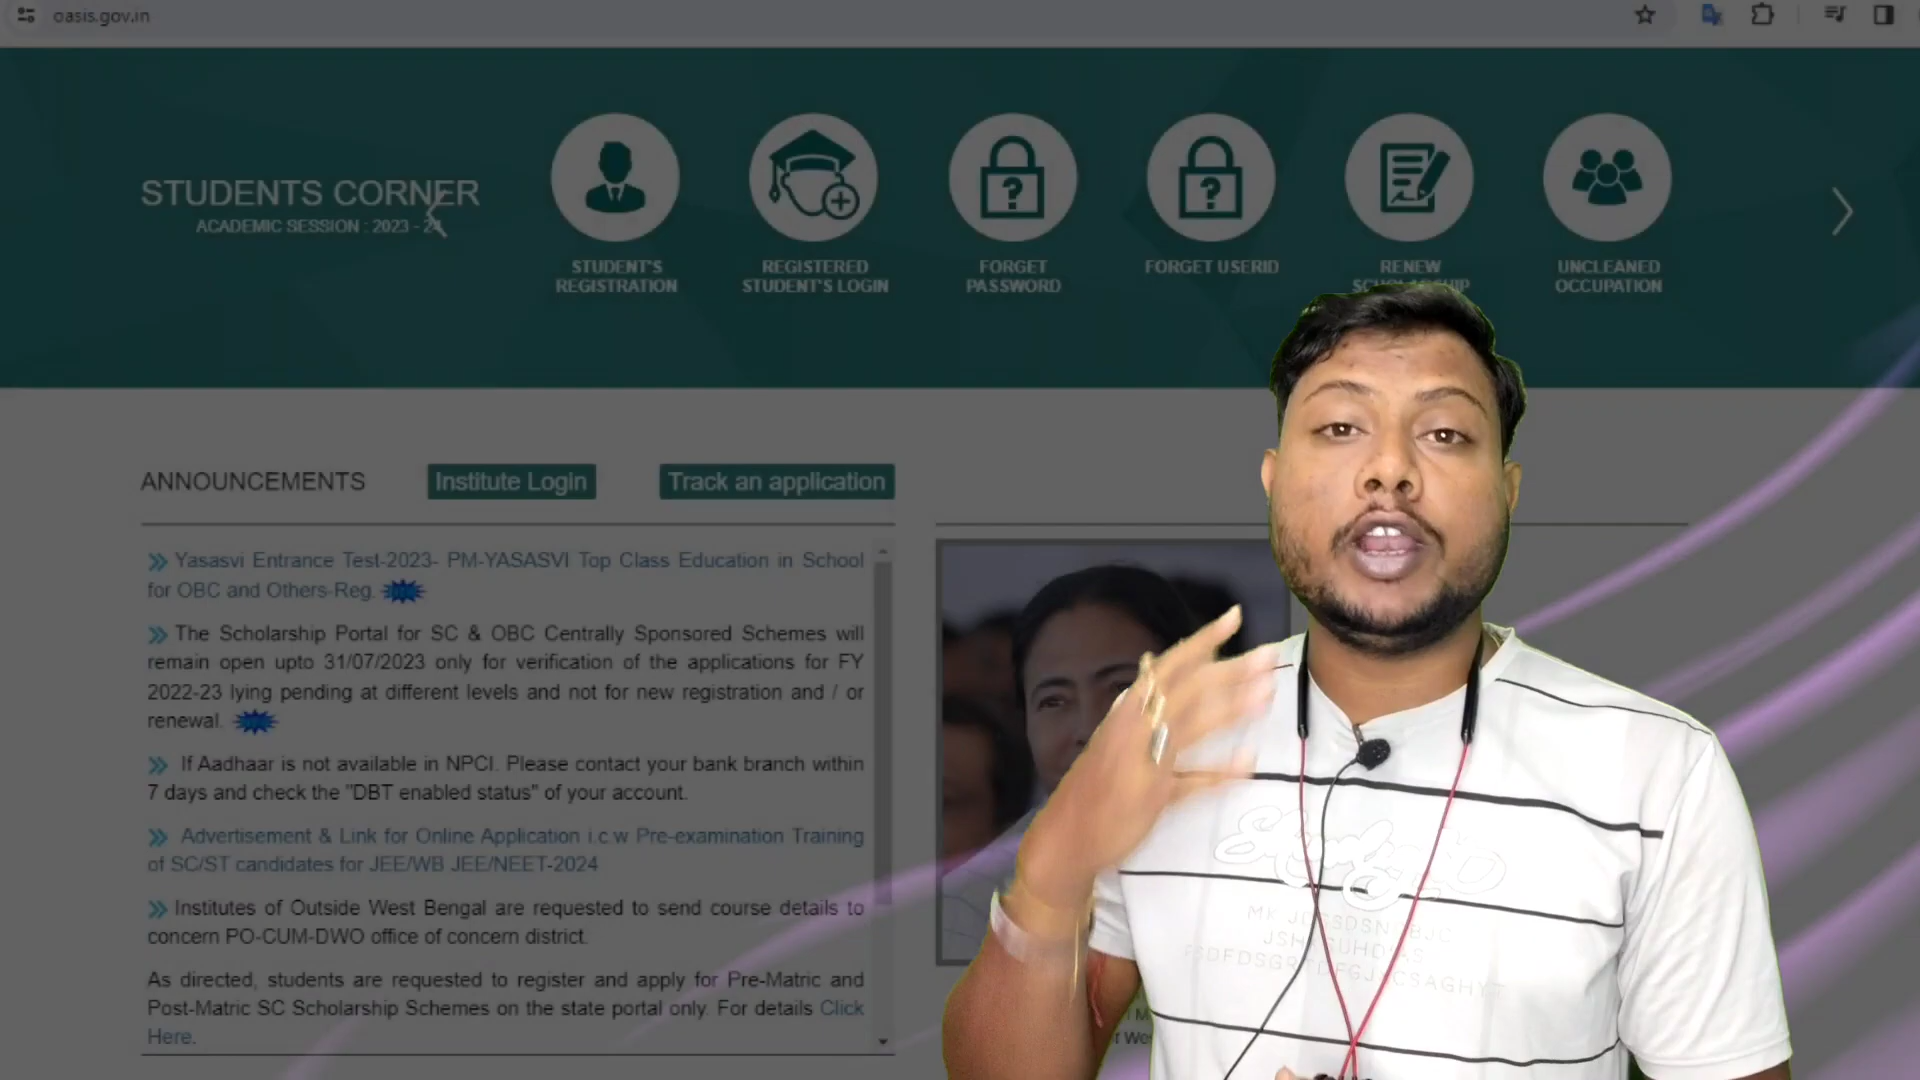 oasis.gov.in
STUDENTS CORNER
ACADEMIC SESSION : 2023 - 24
STUDENT'S
REGISTRATION
REGISTERED
STUDENT'S LOGIN
FORGET
PASSWORD
FORGET USERID
RENEW
SCHOLARSHIP
UNCLEANED
OCCUPATION
ANNOUNCEMENTS
Institute Login
Track an application
Yasasvi Entrance Test-2023- PM-YASASVI Top Class Education in School
for OBC and Others-Reg.
The Scholarship Portal for SC & OBC Centrally Sponsored Schemes will
remain open upto 31/07/2023 only for verification of the applications for FY
2022-23 lying pending at different levels and not for new registration and / or
renewal.
If Aadhaar is not available in NPCI. Please contact your bank branch within
7 days and check the "DBT enabled status" of your account.
Advertisement & Link for Online Application i.c.w Pre-examination Training
of SC/ST candidates for JEE/WB JEE/NEET-2024
Institutes of Outside West Bengal are requested to send course details to
concern PO-CUM-DWO office of concern district.
As directed, students are requested to register and apply for Pre-Matric and
Post-Matric SC Scholarship Schemes on the state portal only. For details Click
Here.